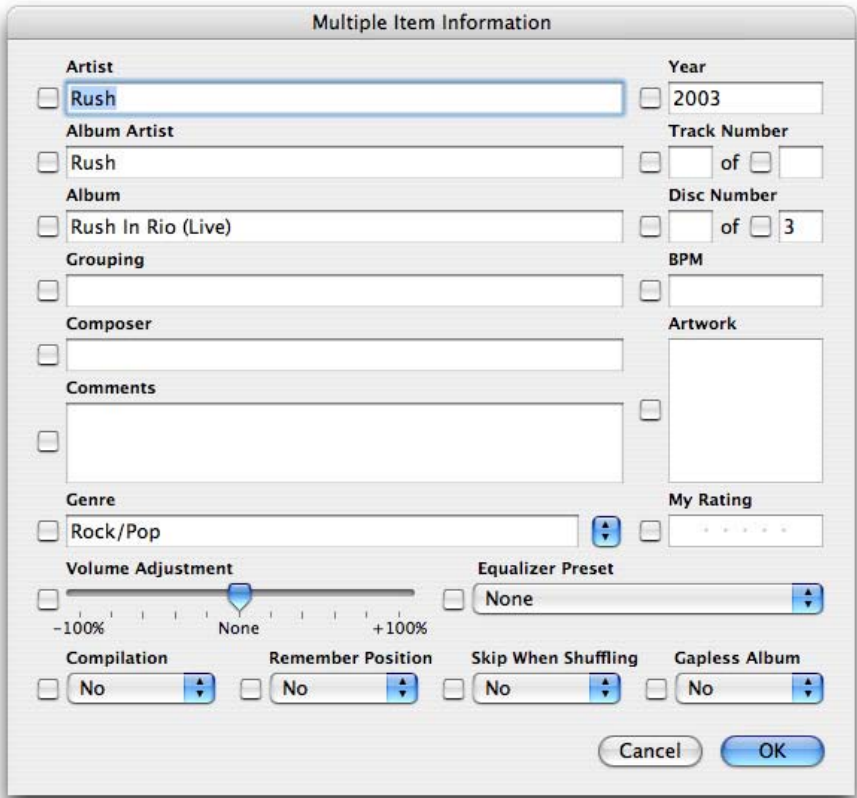 Multiple Item Information
Artist Year
Rush 2003
Album Artist Track Number
Rush of
Album Disc Number
Rush In Rio (Live) of 3
Grouping BPM
Composer Artwork
Comments
Genre My Rating
Rock/Pop
Volume Adjustment Equalizer Preset
None
-100% None +100%
Compilation Remember Position Skip When Shuffling Gapless Album
No No No No
Cancel OK